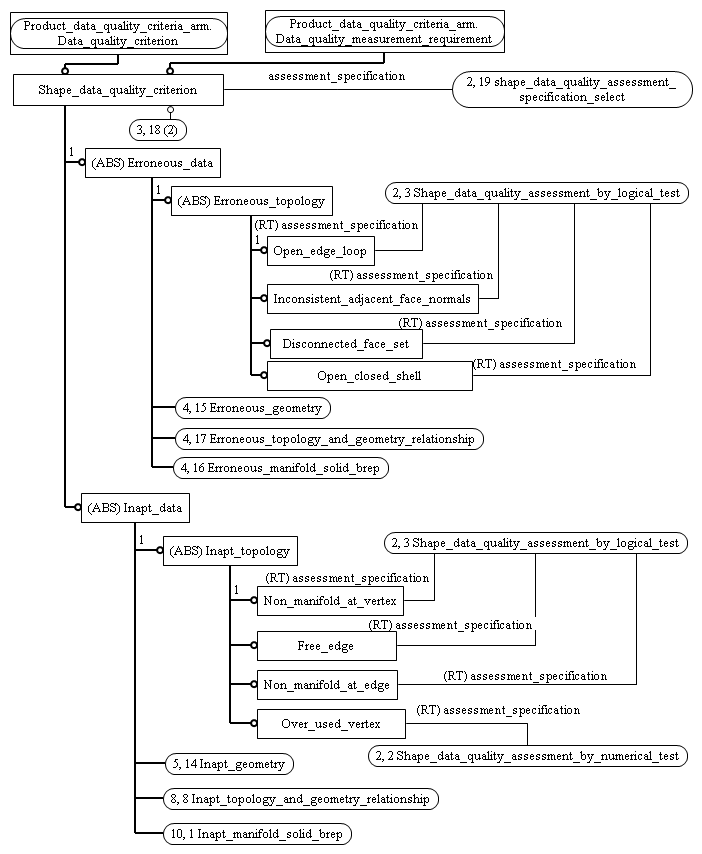 Product_data_quality_criteria_arm.
Data_quality_criterion
Product_data_quality_criteria_arm.
Data_quality_measurement_requirement
assessment_specification
Shape_data_quality_criterion
2, 19 shape_data_quality_assessment_
specification_select
3, 18 (2)
1
(ABS) Erroneous_data
1
(ABS) Erroneous_topology
2, 3 Shape_data_quality_assessment_by_logical_test
(RT) assessment_specification
1
Open_edge_loop
(RT) assessment_specification
Inconsistent_adjacent_face_normals
(RT) assessment_specification
Disconnected_face_set
(RT) assessment_specification
Open_closed_shell
4, 15 Erroneous_geometry
4, 17 Erroneous_topology_and_geometry_relationship
4, 16 Erroneous_manifold_solid_brep
(ABS) Inapt_data
1
(ABS) Inapt_topology
2, 3 Shape_data_quality_assessment_by_logical_test
(RT) assessment_specification
1
Non_manifold_at_vertex
(RT) assessment_specification
Free_edge
(RT) assessment_specification
Non_manifold_at_edge
(RT) assessment_specification
Over_used_vertex
2, 2 Shape_data_quality_assessment_by_numerical_test
5, 14 Inapt_geometry
8, 8 Inapt_topology_and_geometry_relationship
10, 1 Inapt_manifold_solid_brep